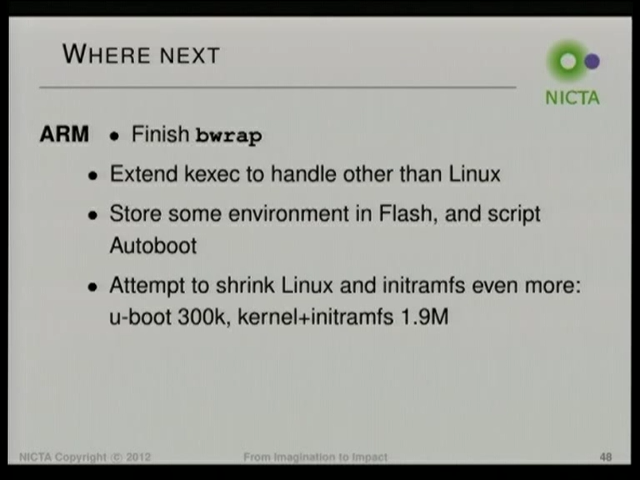 WHERE NEXT
NICTA
ARM • Finish bwrap
• Extend kexec to handle other than Linux
• Store some environment in Flash, and script
Autoboot
• Attempt to shrink Linux and initramfs even more:
u-boot 300k, kernel+initramfs 1.9M
NICTA Copyright © 2012 From Imagination to Impact 48